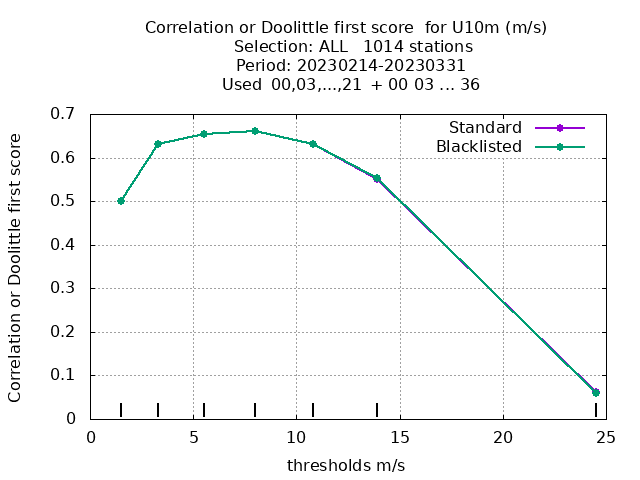 Correlation or Doolittle first score  for U10m (m/s)
Selection: ALL   1014 stations
Period: 20230214-20230331
Used  00,03,...,21  + 00 03 ... 36
Correlation or Doolittle first score
0.7
0.6
0.5
0.4
0.3
0.2
0.1
0
Standard
Blacklisted
0 5 10 15 20 25
thresholds m/s